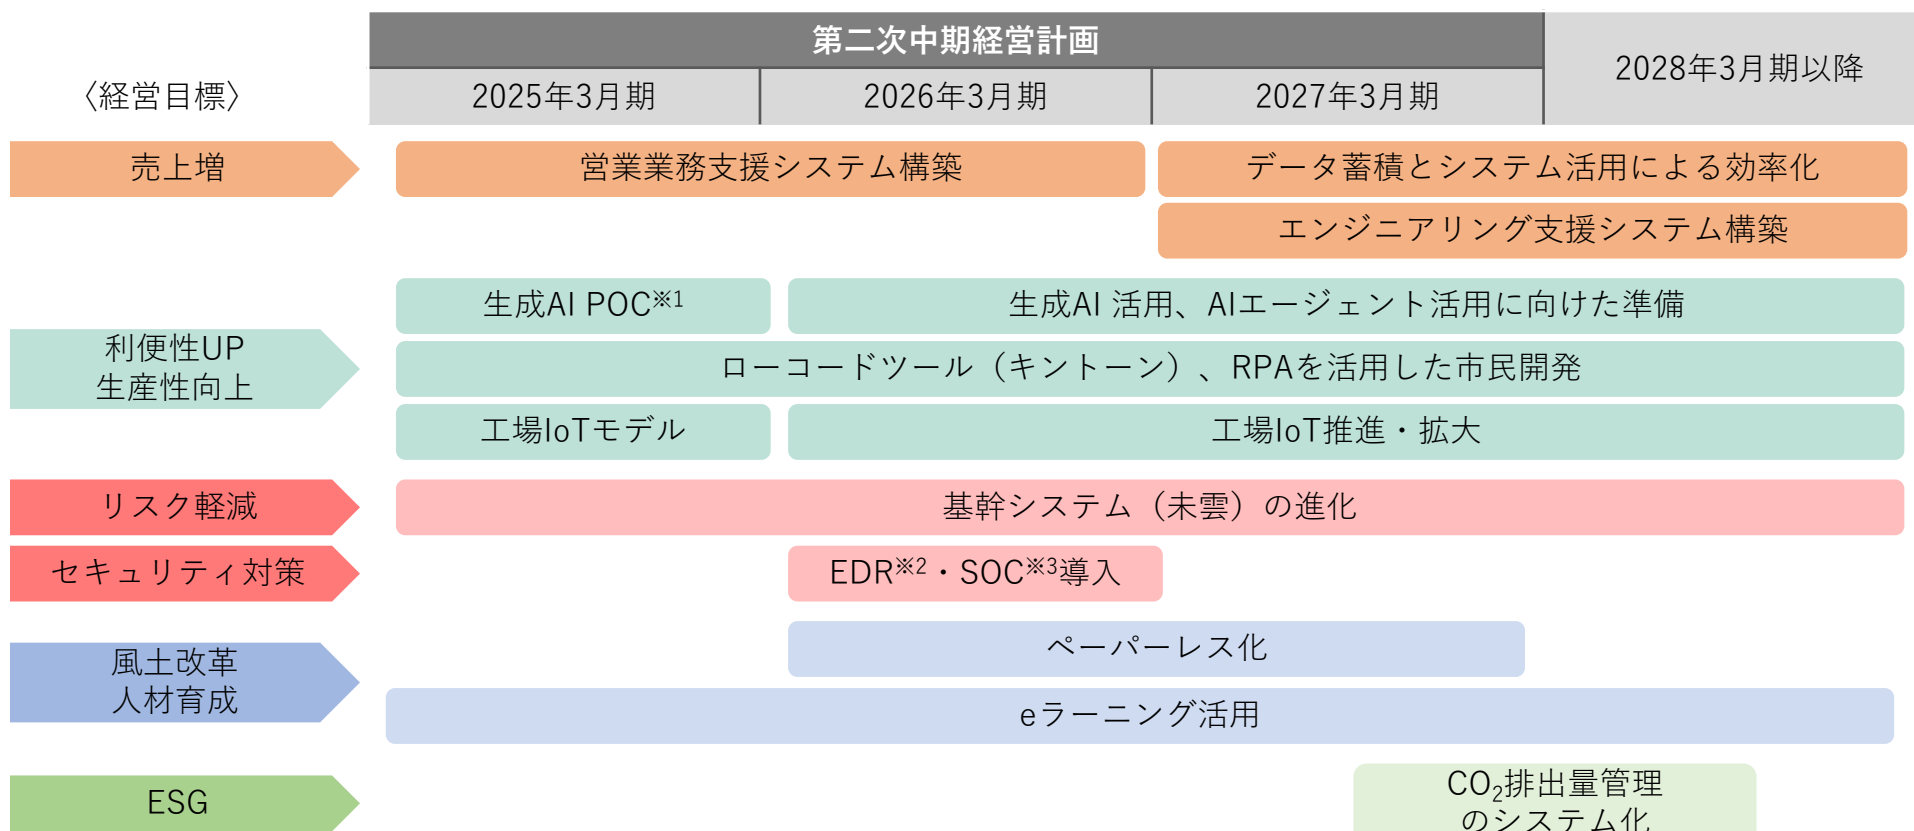 第二次中期経営計画
2028年3月期以降
〈経営目標〉
2025年3月期
2026年3月期
2027年3月期
売上増
営業業務支援システム構築
データ蓄積とシステム活用による効率化
エンジニアリング支援システム構築
利便性UP
生産性向上
生成AI POC※1
生成AI 活用、AIエージェント活用に向けた準備
ローコードツール（キントーン）、RPAを活用した市民開発
工場IoTモデル
工場IoT推進・拡大
リスク軽減
基幹システム（未雲）の進化
セキュリティ対策
EDR※2・SOC※3導入
風土改革
人材育成
ペーパーレス化
eラーニング活用
ESG
CO2排出量管理
のシステム化